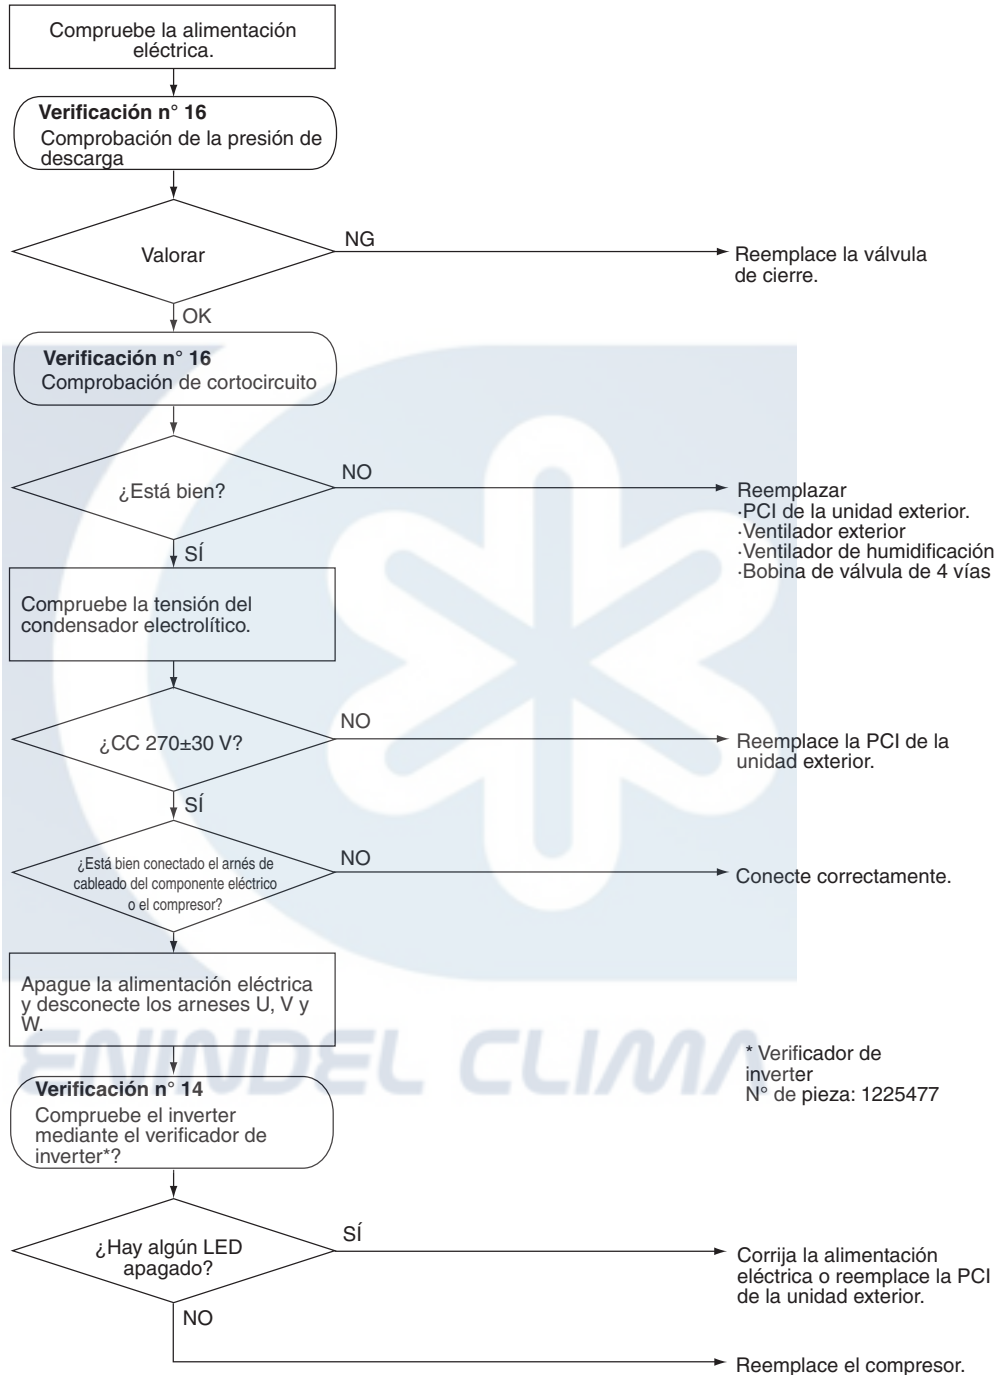 Compruebe la alimentación
eléctrica.
Verificación n° 16
Comprobación de la presión de
descarga
Valorar
NG
Reemplace la válvula
de cierre.
OK
Verificación n° 16
Comprobación de cortocircuito
¿Está bien?
NO
Reemplazar
·PCI de la unidad exterior.
·Ventilador exterior
·Ventilador de humidificación
·Bobina de válvula de 4 vías
SÍ
Compruebe la tensión del
condensador electrolítico.
¿CC 270±30 V?
NO
Reemplace la PCI de la
unidad exterior.
SÍ
¿Está bien conectado el arnés de
cableado del componente eléctrico
o el compresor?
NO
Conecte correctamente.
Apague la alimentación eléctrica
y desconecte los arneses U, V y
W.
ENINDEL CLIMA
* Verificador de
inverter
N° de pieza: 1225477
Verificación n° 14
Compruebe el inverter
mediante el verificador de
inverter*?
¿Hay algún LED
apagado?
SÍ
Corrija la alimentación
eléctrica o reemplace la PCI
de la unidad exterior.
NO
Reemplace el compresor.